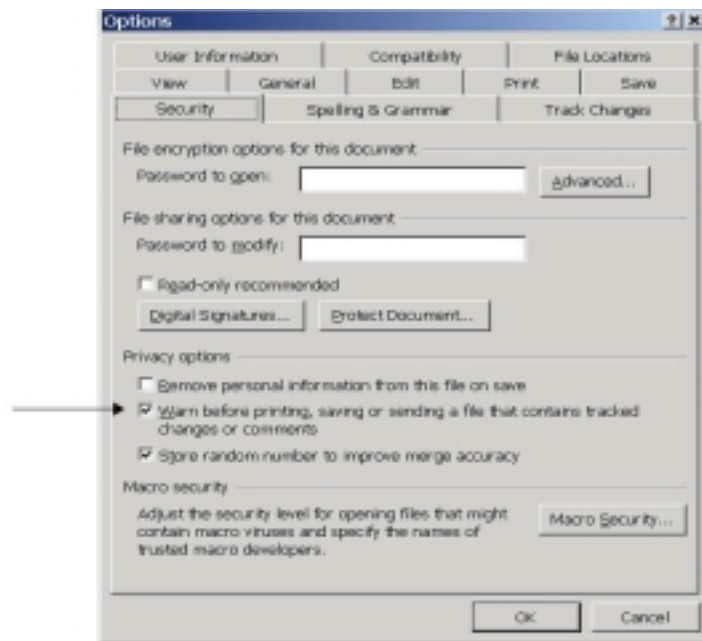 Options
User Information Compatibility File Locations
View General Edit Print Save
Security Spelling & Grammar Track Changes
File encryption options for this document
Password to open: Advanced...
File sharing options for this document
Password to modify:
Read-only recommended
Digital Signatures... Protect Document...
Privacy options
Remove personal information from this file on save
Warn before printing, saving or sending a file that contains tracked
changes or comments
Store random number to improve merge accuracy
Macro security
Adjust the security level for opening files that might
contain macro viruses and specify the names of
trusted macro developers.
Macro Security...
OK Cancel